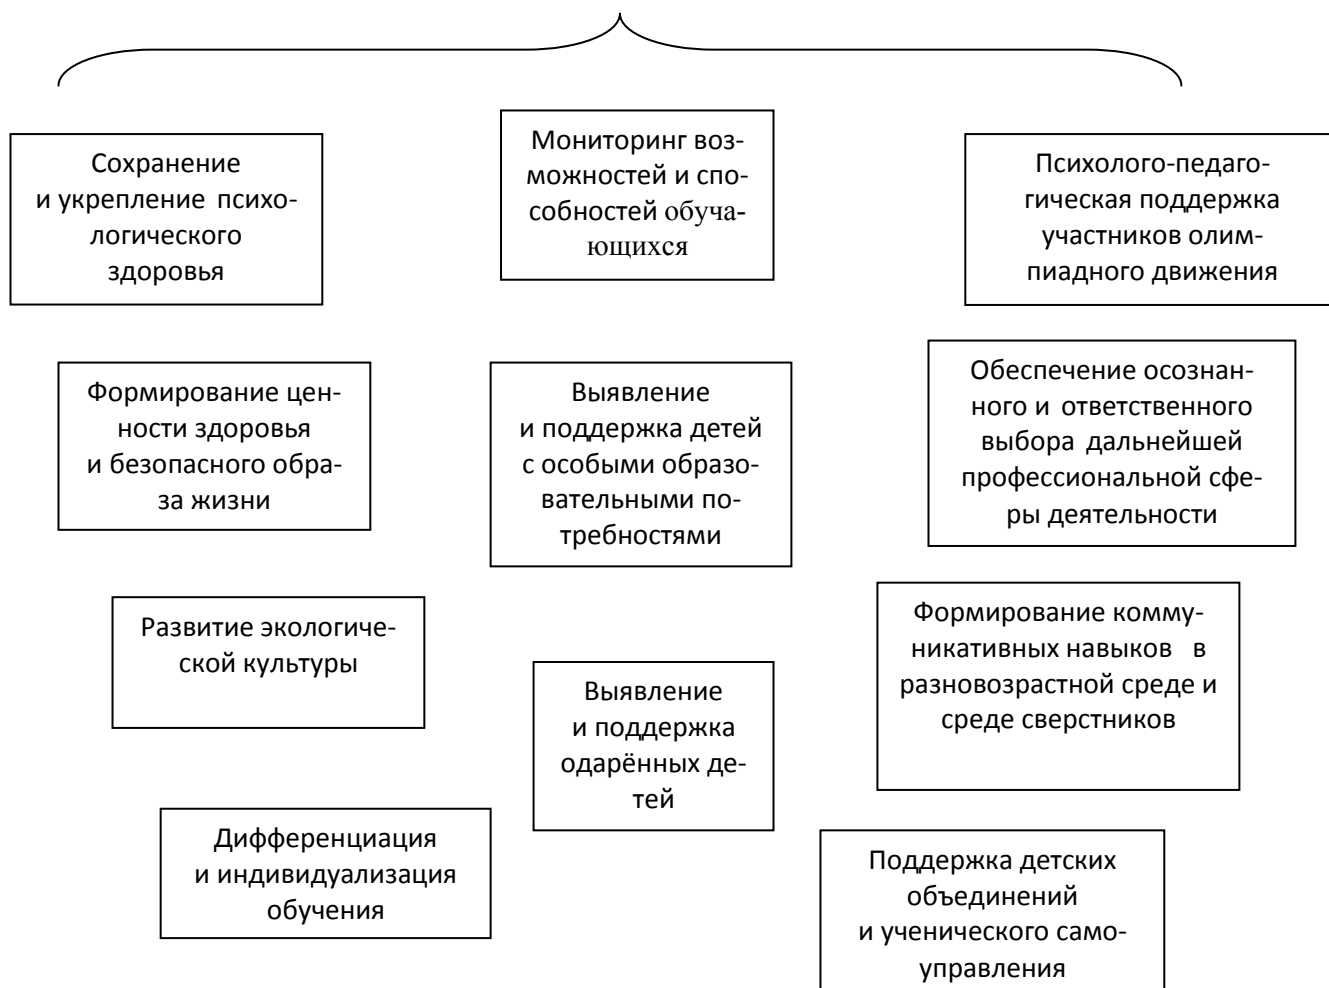 Сохранение
и укрепление психо-
логического
здоровья
Мониторинг воз-
можностей и спо-
собностей обуча-
ющихся
Психолого-педаго-
гическая поддержка
участников олим-
пиадного движения
Формирование цен-
ности здоровья
и безопасного обра-
за жизни
Выявление
и поддержка детей
с особыми образо-
вательными по-
требностями
Обеспечение осознан-
ного и ответственного
выбора дальнейшей
профессиональной сфе-
ры деятельности
Развитие экологиче-
ской культуры
Выявление
и поддержка
одарённых де-
тей
Формирование комму-
никативных навыков в
разновозрастной среде и
среде сверстников
Дифференциация
и индивидуализация
обучения
Поддержка детских
объединений
и ученического само-
управления